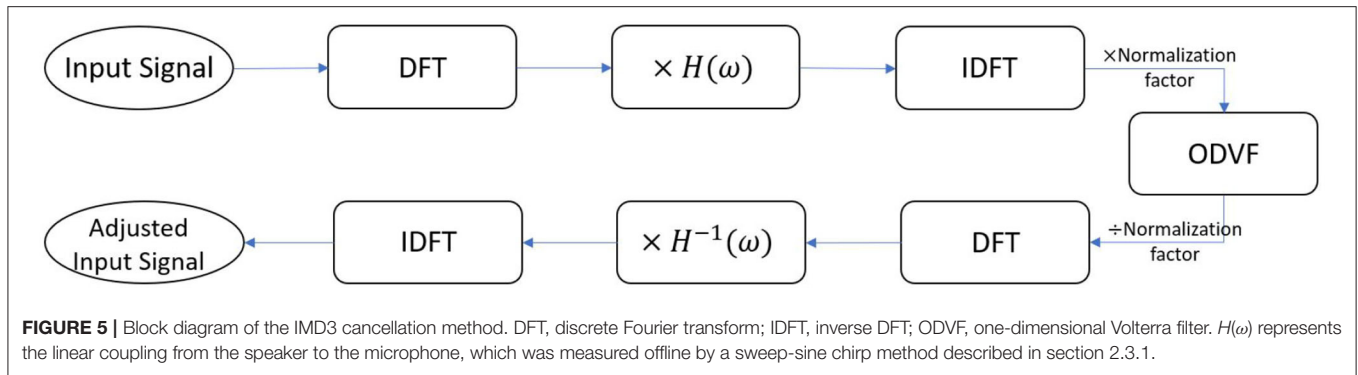 Input Signal
DFT
× H(ω)
IDFT
×Normalization
factor
ODVF
÷Normalization
factor
DFT
× H⁻¹(ω)
IDFT
Adjusted
Input Signal
FIGURE 5 | Block diagram of the IMD3 cancellation method. DFT, discrete Fourier transform; IDFT, inverse DFT; ODVF, one-dimensional Volterra filter. H(ω) represents
the linear coupling from the speaker to the microphone, which was measured offline by a sweep-sine chirp method described in section 2.3.1.